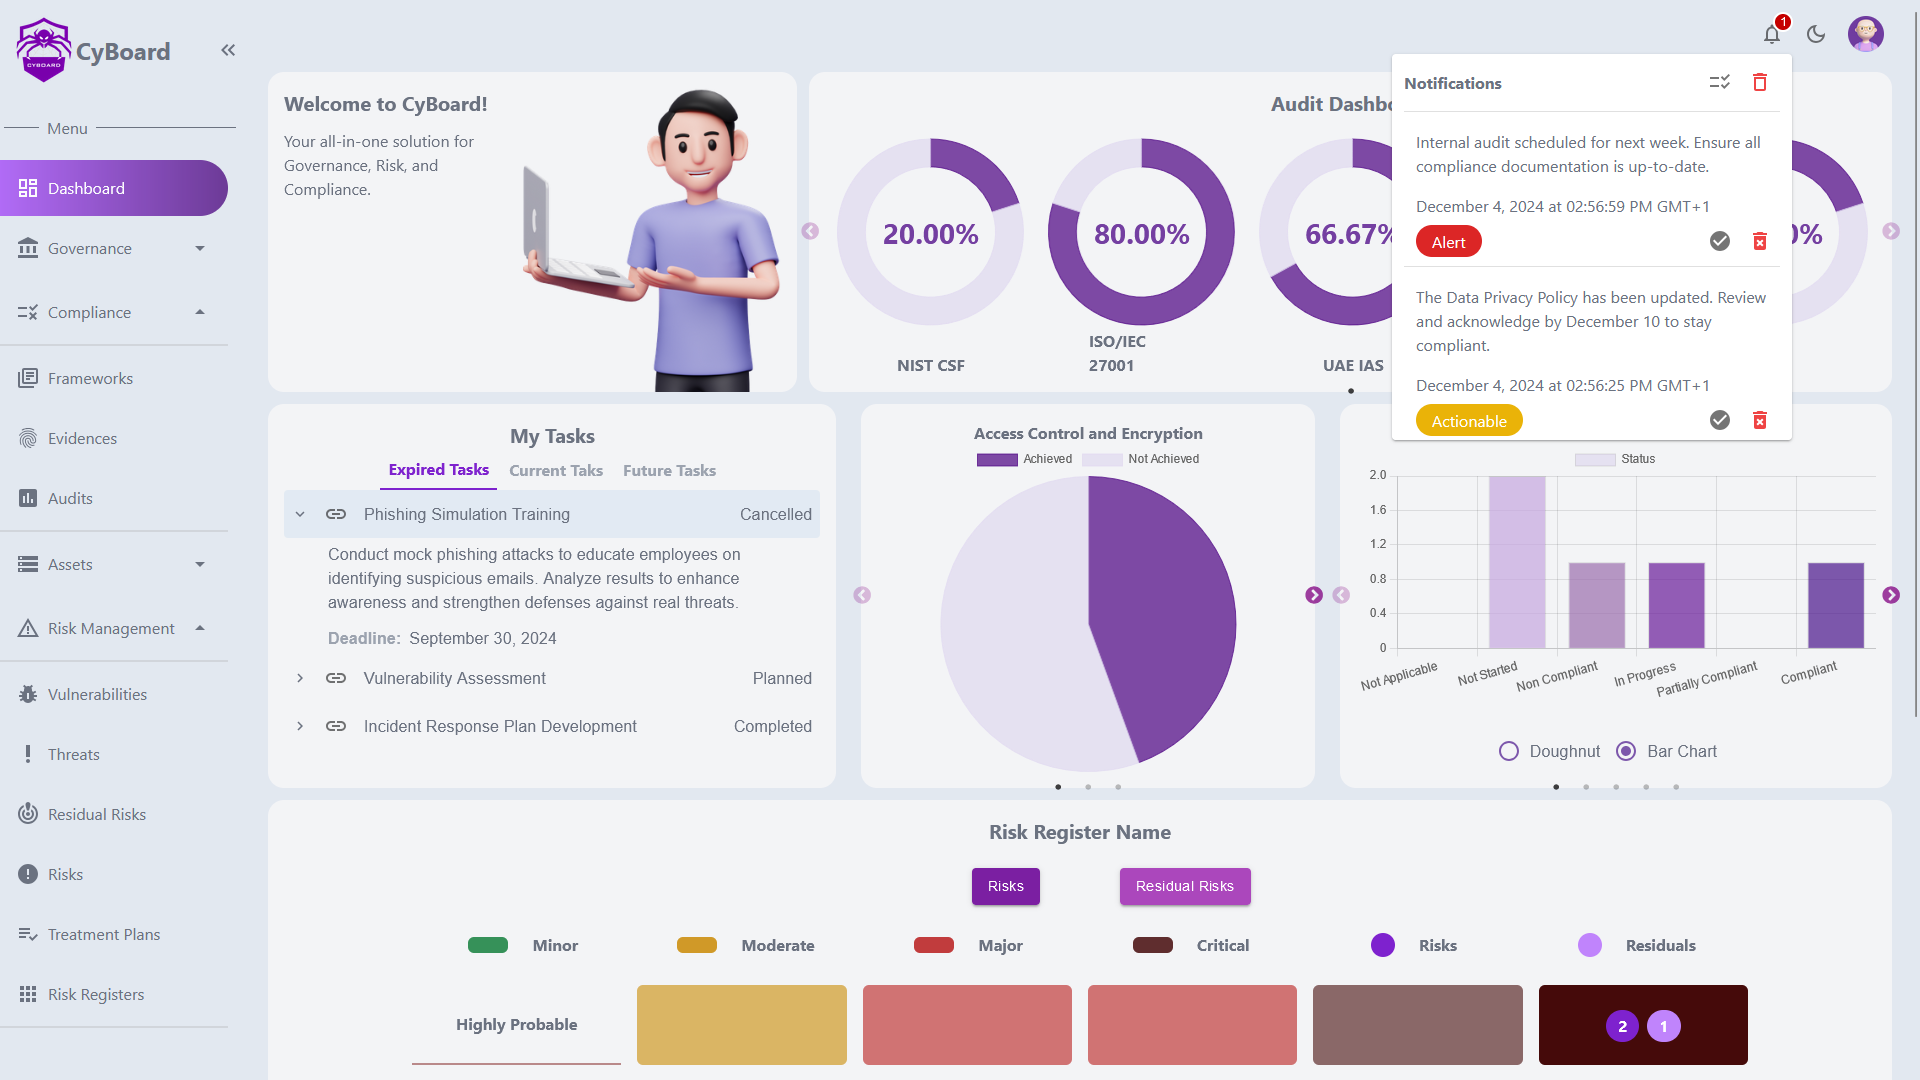 CYBOARD
CyBoard
1
Menu
Dashboard
Governance
Compliance
Frameworks
Evidences
Audits
Assets
Risk Management
Vulnerabilities
Threats
Residual Risks
Risks
Treatment Plans
Risk Registers
Welcome to CyBoard!
Your all-in-one solution for
Governance, Risk, and
Compliance.
Audit Dashbo
20.00%
80.00%
66.67%
0%
NIST CSF
ISO/IEC
27001
UAE IAS
Notifications
Internal audit scheduled for next week. Ensure all
compliance documentation is up-to-date.
December 4, 2024 at 02:56:59 PM GMT+1
Alert
The Data Privacy Policy has been updated. Review
and acknowledge by December 10 to stay
compliant.
December 4, 2024 at 02:56:25 PM GMT+1
Actionable
My Tasks
Expired Tasks Current Taks Future Tasks
Phishing Simulation Training Cancelled
Conduct mock phishing attacks to educate employees on
identifying suspicious emails. Analyze results to enhance
awareness and strengthen defenses against real threats.
Deadline: September 30, 2024
Vulnerability Assessment Planned
Incident Response Plan Development Completed
Access Control and Encryption
Achieved Not Achieved
Status
2.0
1.6
1.2
0.8
0.4
0
Not Applicable
Not Started
Non Compliant
In Progress
Partially Compliant
Compliant
Doughnut Bar Chart
Risk Register Name
Risks Residual Risks
Minor Moderate Major Critical Risks Residuals
Highly Probable
2 1